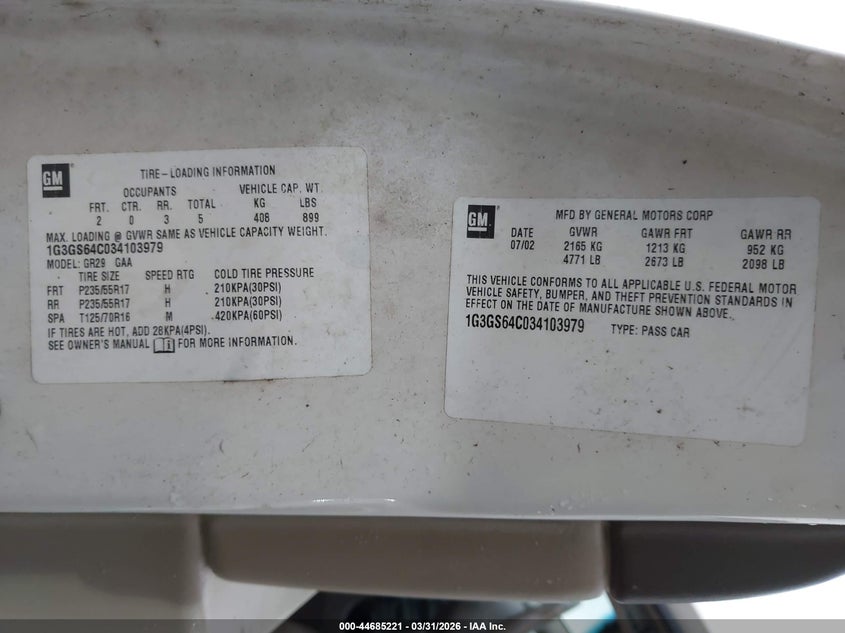 GM
TIRE-LOADING INFORMATION
OCCUPANTS VEHICLE CAP. WT.
FRT. CTR. RR. TOTAL KG LBS
2 0 3 5 408 899
MAX. LOADING @ GVWR SAME AS VEHICLE CAPACITY WEIGHT.
1G3GS64C034103979
MODEL: GR29 GAA
TIRE SIZE SPEED RTG COLD TIRE PRESSURE
FRT P235/55R17 H 210KPA(30PSI)
RR P235/55R17 H 210KPA(30PSI)
SPA T125/70R16 M 420KPA(60PSI)
IF TIRES ARE HOT, ADD 28KPA(4PSI).
SEE OWNER'S MANUAL FOR MORE INFORMATION.
GM
MFD BY GENERAL MOTORS CORP
DATE GVWR GAWR FRT GAWR RR
07/02 2165 KG 1213 KG 952 KG
4771 LB 2673 LB 2098 LB
THIS VEHICLE CONFORMS TO ALL APPLICABLE U.S. FEDERAL MOTOR
VEHICLE SAFETY, BUMPER, AND THEFT PREVENTION STANDARDS IN
EFFECT ON THE DATE OF MANUFACTURE SHOWN ABOVE.
1G3GS64C034103979 TYPE: PASS CAR
000-44685221 - 03/31/2026 - IAA Inc.